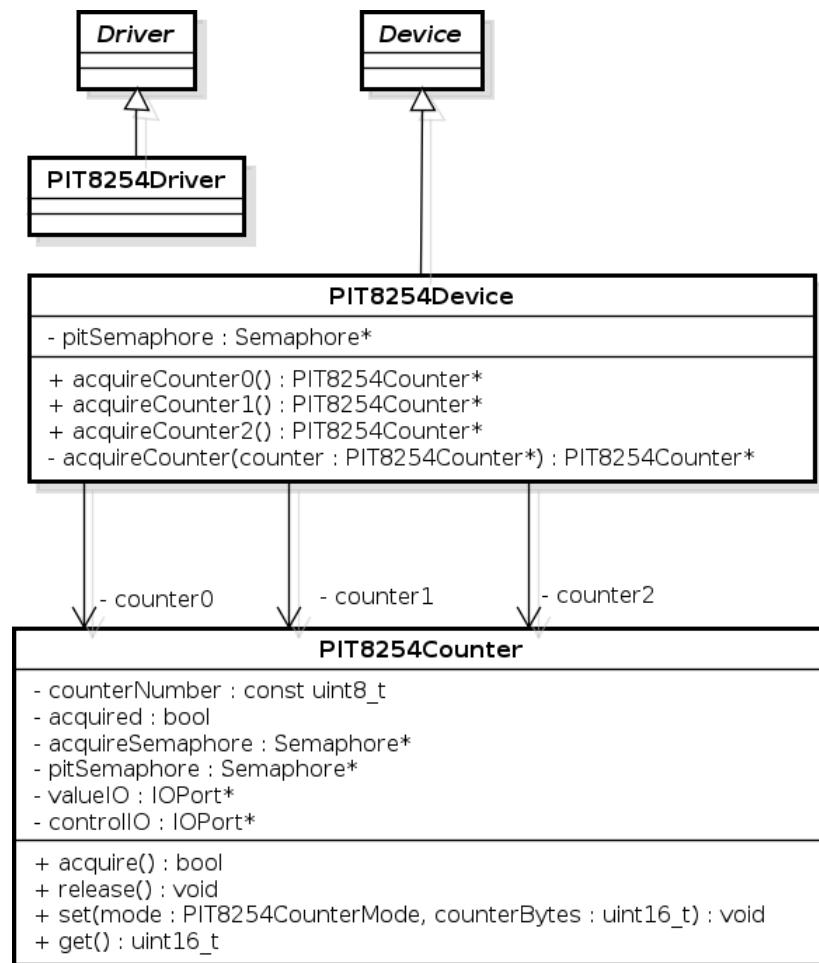 Driver
Device
PIT8254Driver
PIT8254Device
- pitSemaphore : Semaphore*
+ acquireCounter0() : PIT8254Counter*
+ acquireCounter1() : PIT8254Counter*
+ acquireCounter2() : PIT8254Counter*
- acquireCounter(counter : PIT8254Counter*) : PIT8254Counter*
- counter0
- counter1
- counter2
PIT8254Counter
- counterNumber : const uint8_t
- acquired : bool
- acquireSemaphore : Semaphore*
- pitSemaphore : Semaphore*
- valueIO : IOPort*
- controlIO : IOPort*
+ acquire() : bool
+ release() : void
+ set(mode : PIT8254CounterMode, counterBytes : uint16_t) : void
+ get() : uint16_t